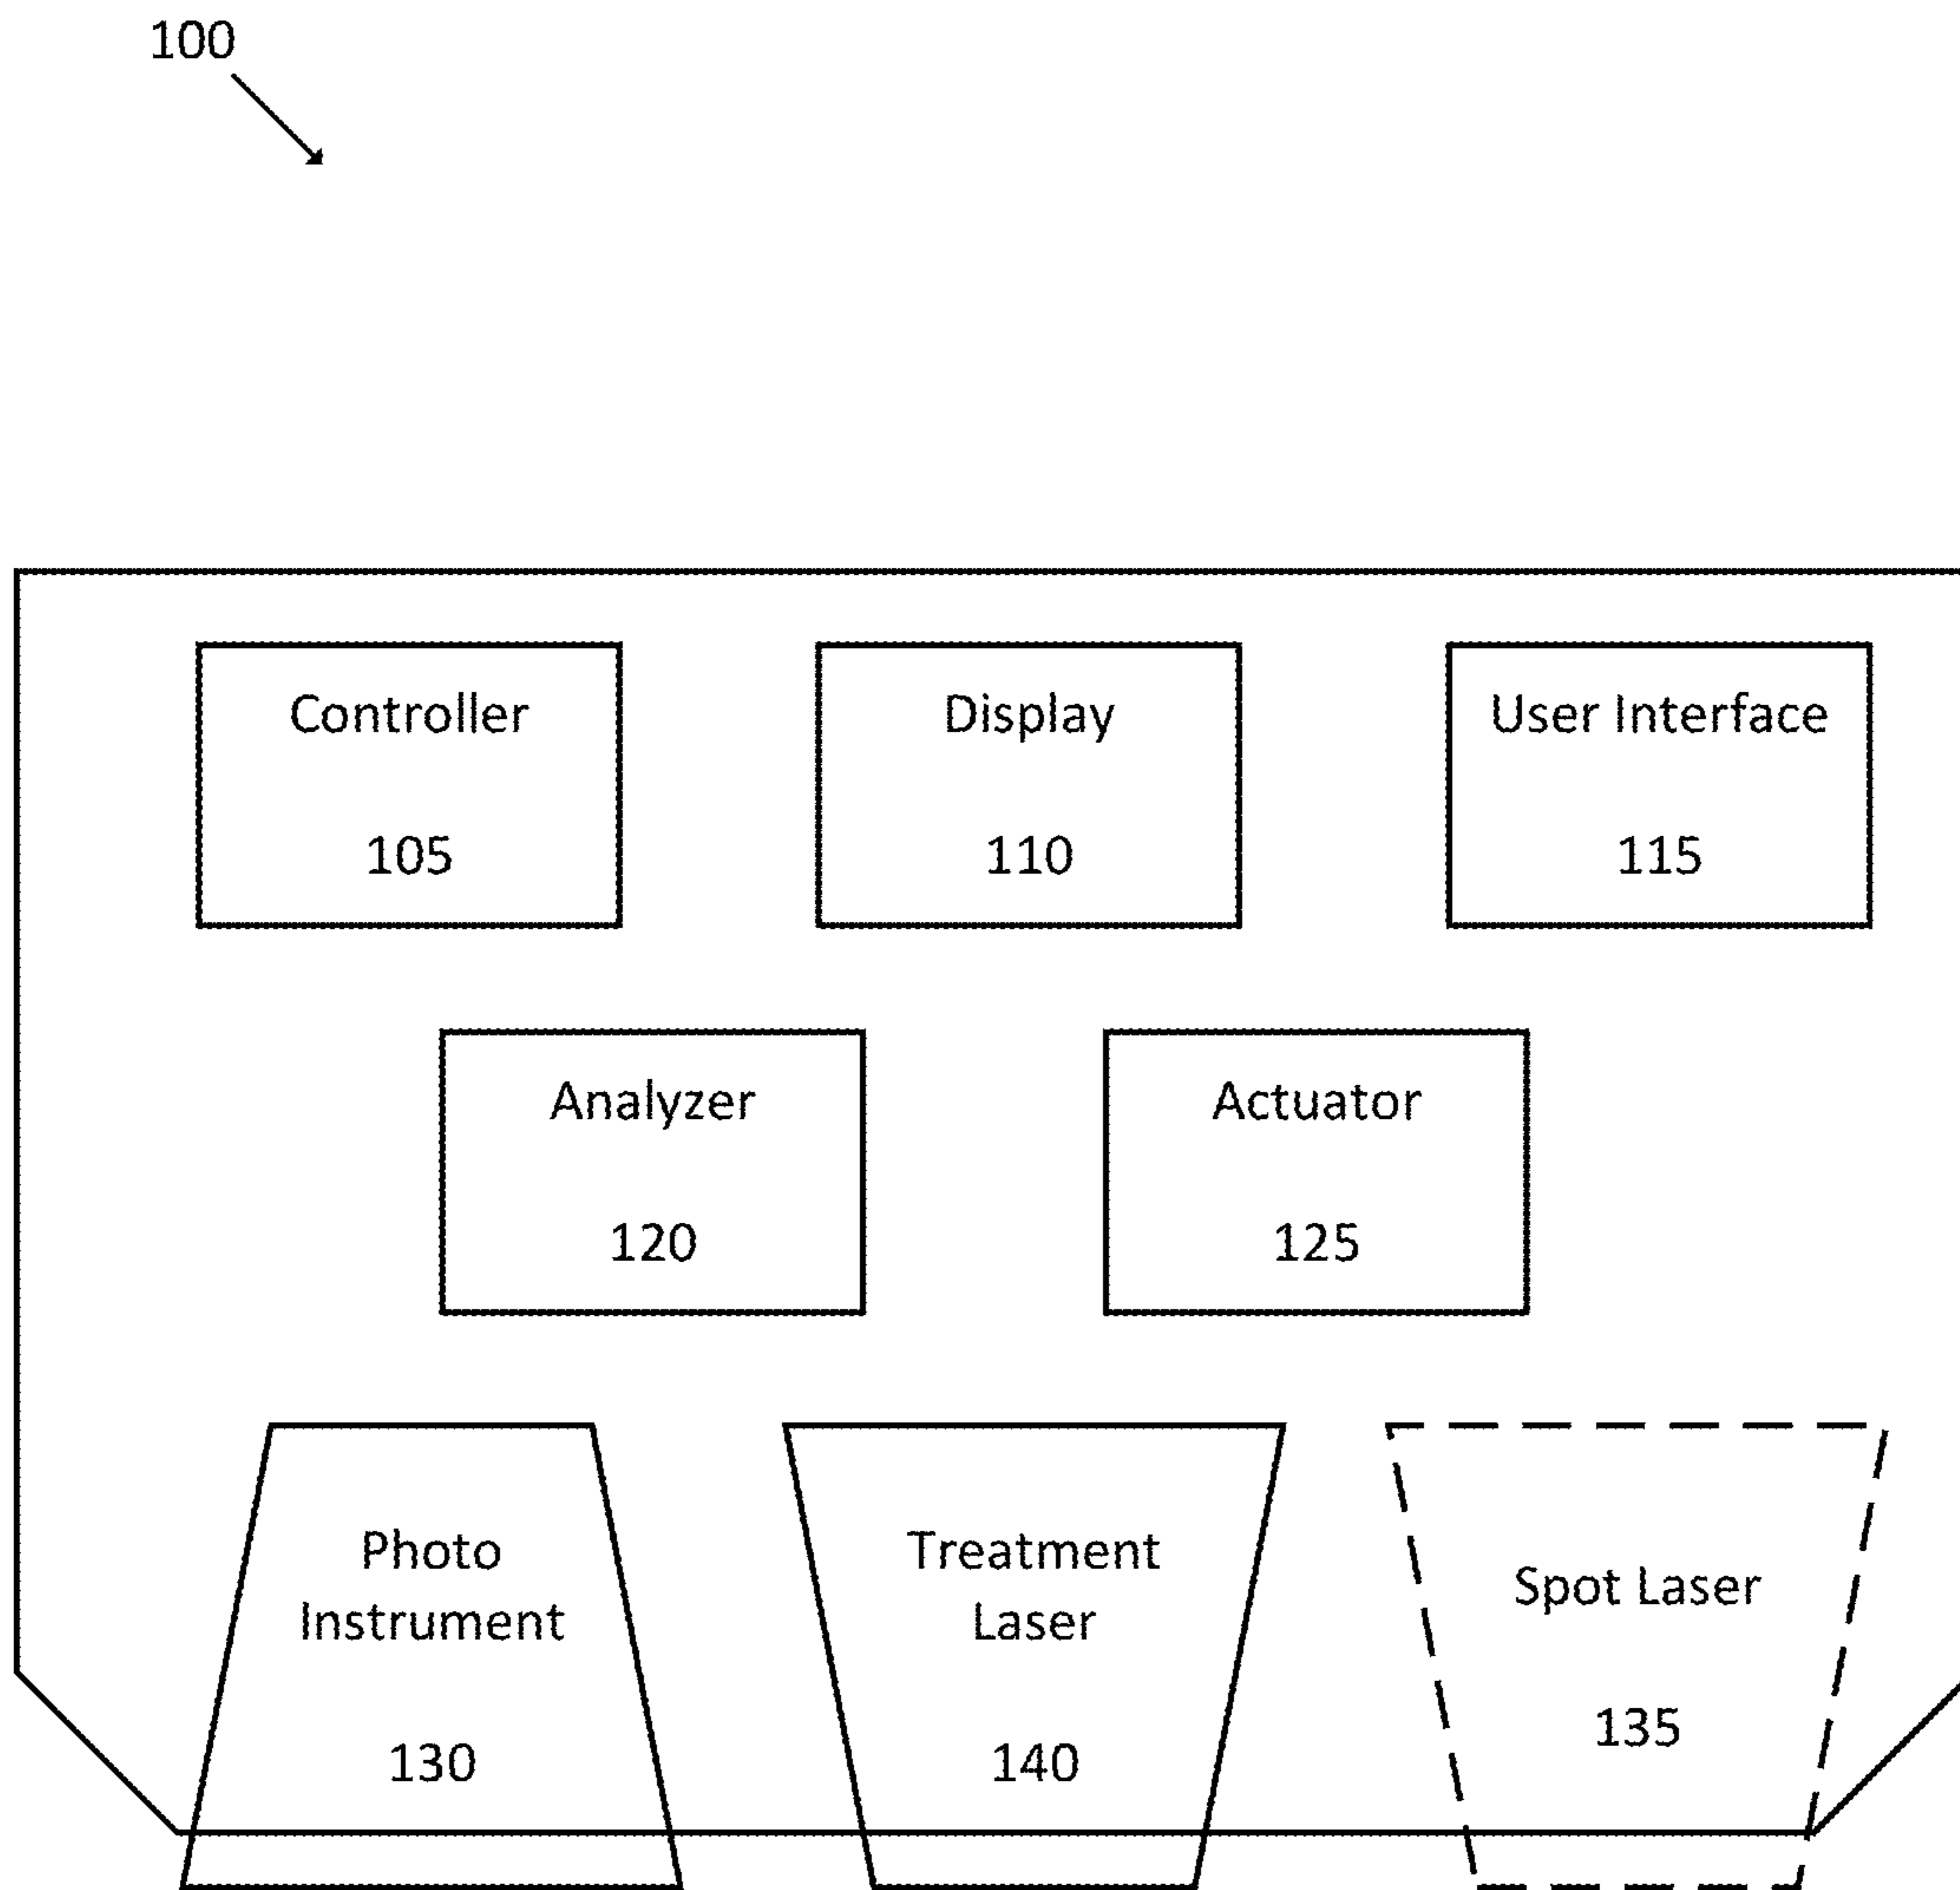 100
Controller
105
Display
110
User Interface
115
Analyzer
120
Actuator
125
Photo
Instrument
130
Treatment
Laser
140
Spot Laser
135